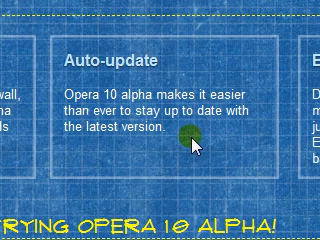 Auto-update
Opera 10 alpha makes it easier
than ever to stay up to date with
the latest version.
TRYING OPERA 10 ALPHA!